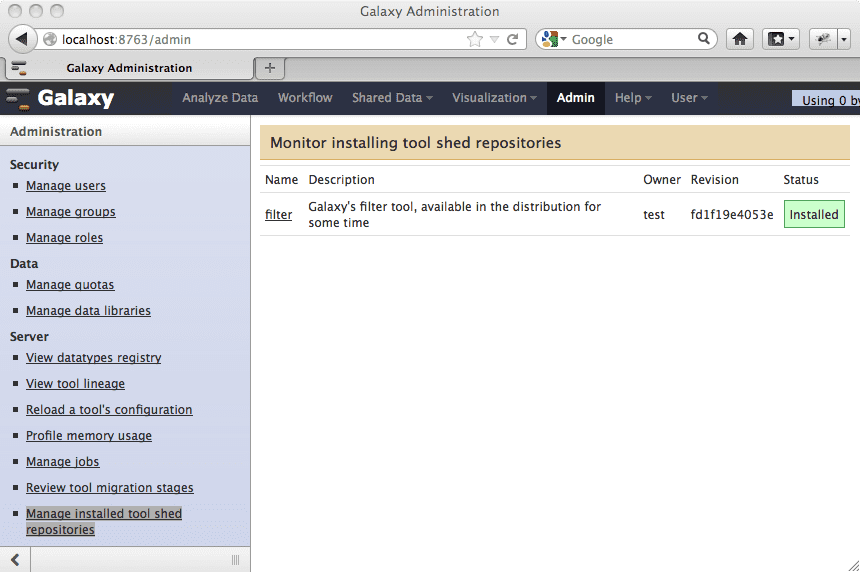 Galaxy Administration
localhost:8763/admin
Google
Galaxy Administration
Galaxy
Analyze Data
Workflow
Shared Data
Visualization
Admin
Help
User
Using 0 by
Administration
Security
Manage users
Manage groups
Manage roles
Data
Manage quotas
Manage data libraries
Server
View datatypes registry
View tool lineage
Reload a tool's configuration
Profile memory usage
Manage jobs
Review tool migration stages
Manage installed tool shed
repositories
Monitor installing tool shed repositories
Name Description Owner Revision Status
filter Galaxy's filter tool, available in the distribution for
some time test fd1f19e4053e Installed